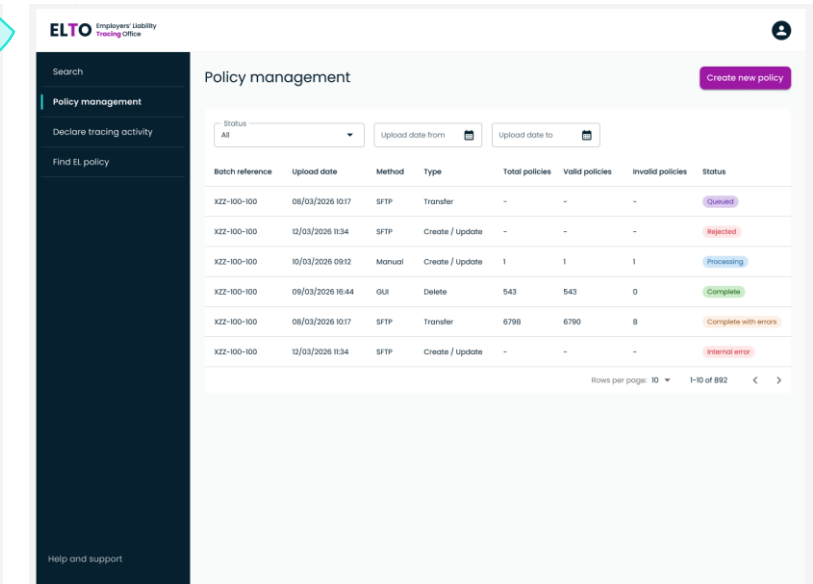 ELTO Employers' Liability
Tracing Office
Search
Policy management
Declare tracing activity
Find EL policy
Help and support
Policy management
Create new policy
Status
All
Upload date from
Upload date to
Batch reference Upload date Method Type Total policies Valid policies Invalid policies Status
XZZ-100-100 08/03/2026 10:17 SFTP Transfer - - - Queued
XZZ-100-100 12/03/2026 11:34 SFTP Create / Update - - - Rejected
XZZ-100-100 10/03/2026 09:12 Manual Create / Update 1 1 1 Processing
XZZ-100-100 09/03/2026 16:44 GUI Delete 543 543 0 Complete
XZZ-100-100 08/03/2026 10:17 SFTP Transfer 6798 6790 8 Complete with errors
XZZ-100-100 12/03/2026 11:34 SFTP Create / Update - - - Internal error
Rows per page: 10 1-10 of 892